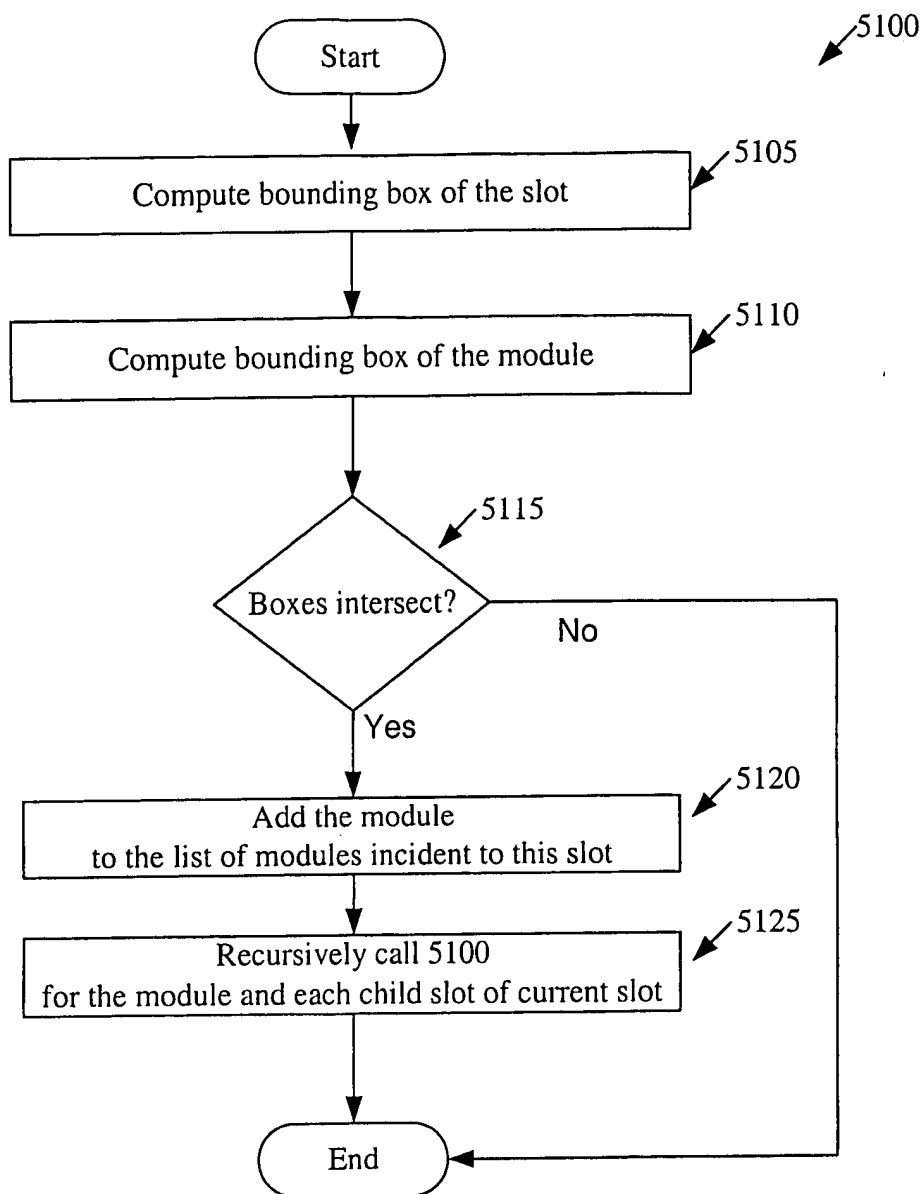 5100
Start
5105
Compute bounding box of the slot
5110
Compute bounding box of the module
5115
Boxes intersect?
No
Yes
5120
Add the module
to the list of modules incident to this slot
5125
Recursively call 5100
for the module and each child slot of current slot
End